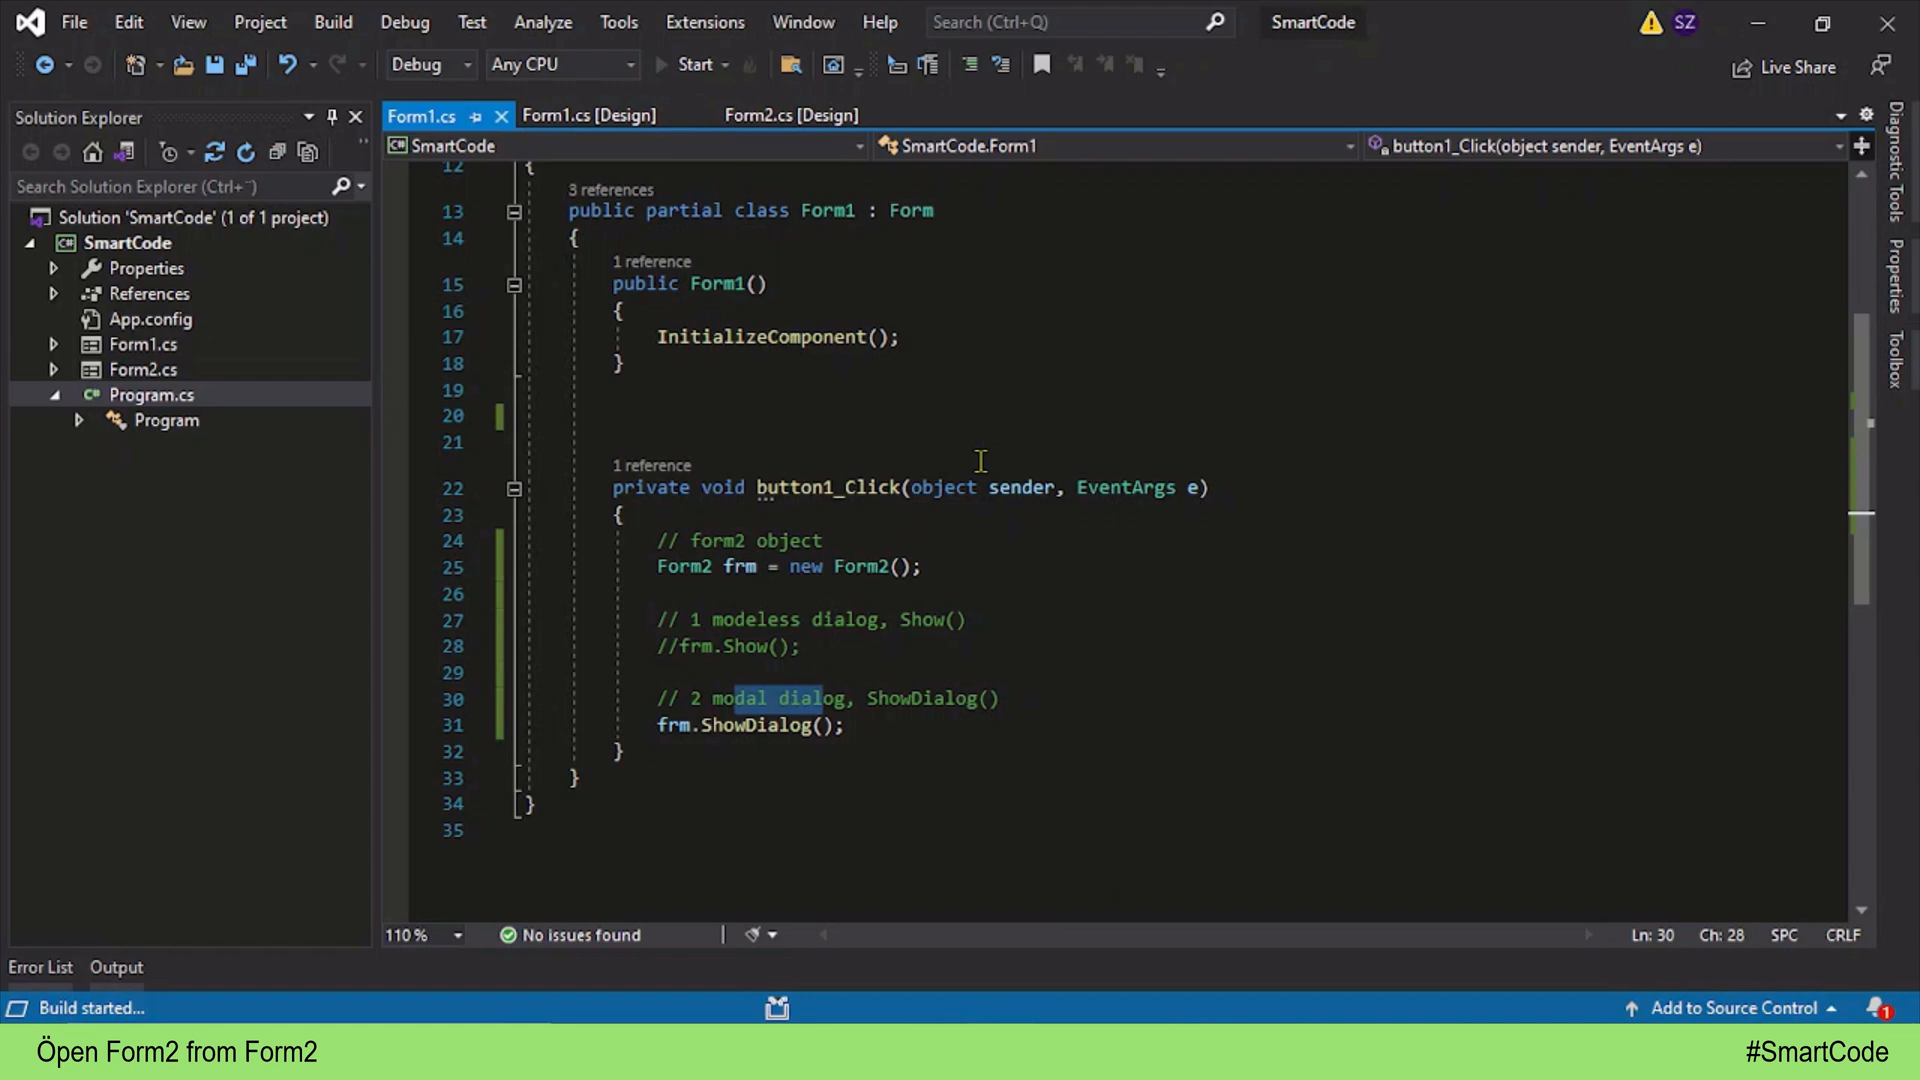 File Edit View Project Build Debug Test Analyze Tools Extensions Window Help Search (Ctrl+Q) SmartCode SZ
Debug Any CPU Start Live Share
Solution Explorer
Search Solution Explorer (Ctrl+¨)
Solution 'SmartCode' (1 of 1 project)
C# SmartCode
Properties
References
App.config
Form1.cs
Form2.cs
C# Program.cs
Program
Form1.cs Form1.cs [Design] Form2.cs [Design]
C# SmartCode SmartCode.Form1 button1_Click(object sender, EventArgs e)
12 {
3 references
13 public partial class Form1 : Form
14 {
1 reference
15 public Form1()
16 {
17 InitializeComponent();
18 }
19
20
21
1 reference
22 private void button1_Click(object sender, EventArgs e)
23 {
24 // form2 object
25 Form2 frm = new Form2();
26
27 // 1 modeless dialog, Show()
28 //frm.Show();
29
30 // 2 modal dialog, ShowDialog()
31 frm.ShowDialog();
32 }
33 }
34 }
35
110 % No issues found Ln: 30 Ch: 28 SPC CRLF
Diagnostic Tools
Properties
Toolbox
Error List Output
Build started... Add to Source Control 1
Öpen Form2 from Form2 #SmartCode